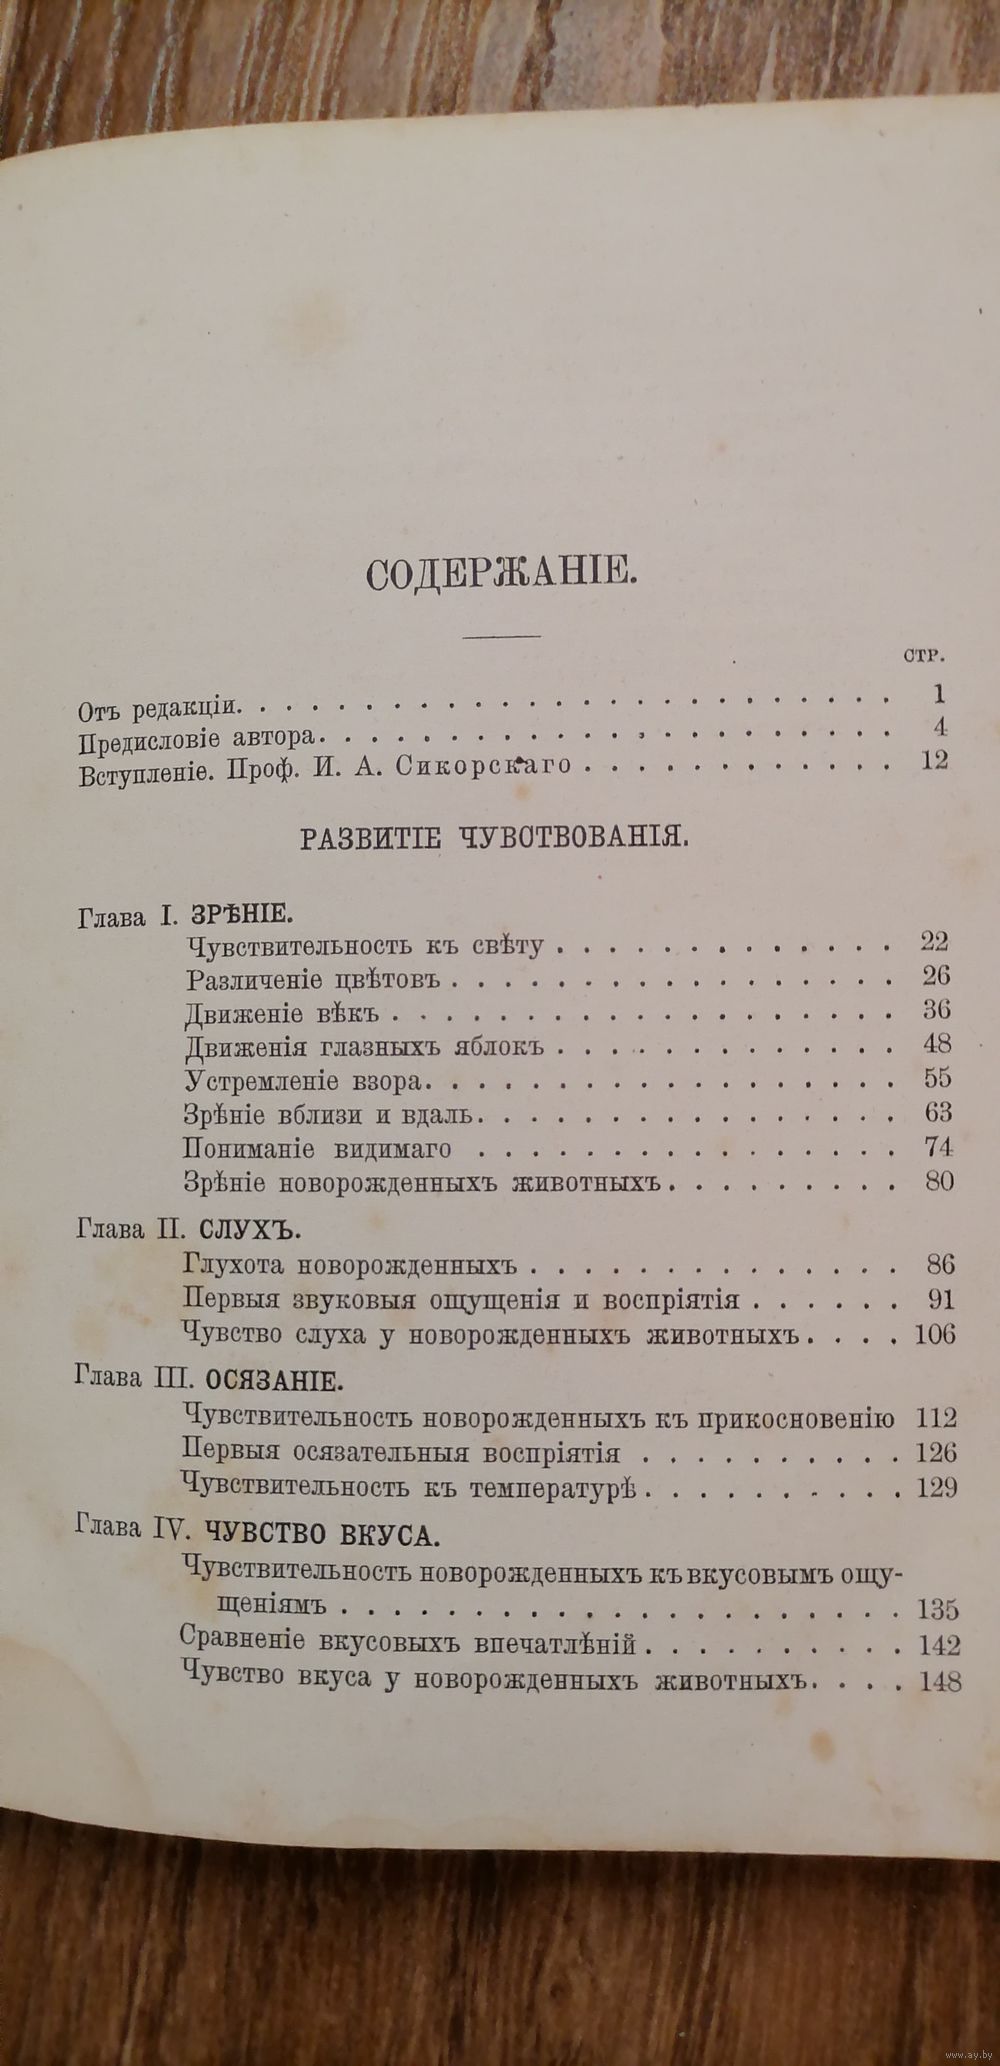 СОДЕРЖАНІЕ.
СТР.
Отъ редакціи. . . . . . . . . . . . . . . . . . . . . . . . . 1
Предисловіе автора. . . . . . . . . . . . . . . . . . . . . . 4
Вступленіе. Проф. И. А. Сикорскаго . . . . . . . . . . . . 12
РАЗВИТІЕ ЧУВСТВОВАНІЯ.
Глава I. ЗРѢНІЕ.
Чувствительность къ свѣту . . . . . . . . . . . . . 22
Различеніе цвѣтовъ . . . . . . . . . . . . . . . . . 26
Движеніе вѣкъ . . . . . . . . . . . . . . . . . . . 36
Движенія глазныхъ яблокъ . . . . . . . . . . . . . 48
Устремленіе взора. . . . . . . . . . . . . . . . . . 55
Зрѣніе вблизи и вдаль. . . . . . . . . . . . . . . . 63
Пониманіе видимаго . . . . . . . . . . . . . . . . 74
Зрѣніе новорожденныхъ животныхъ. . . . . . . . . 80
Глава II. СЛУХЪ.
Глухота новорожденныхъ . . . . . . . . . . . . . . 86
Первыя звуковыя ощущенія и воспріятія . . . . . . 91
Чувство слуха у новорожденныхъ животныхъ. . . . 106
Глава III. ОСЯЗАНІЕ.
Чувствительность новорожденныхъ къ прикосновенію 112
Первыя осязательныя воспріятія . . . . . . . . . . 126
Чувствительность къ температурѣ. . . . . . . . . . 129
Глава IV. ЧУВСТВО ВКУСА.
Чувствительность новорожденныхъ къ вкусовымъ ощу-
щеніямъ . . . . . . . . . . . . . . . . . . . . . 135
Сравненіе вкусовыхъ впечатлѣній . . . . . . . . . . 142
Чувство вкуса у новорожденныхъ животныхъ. . . . 148
www.ay.by